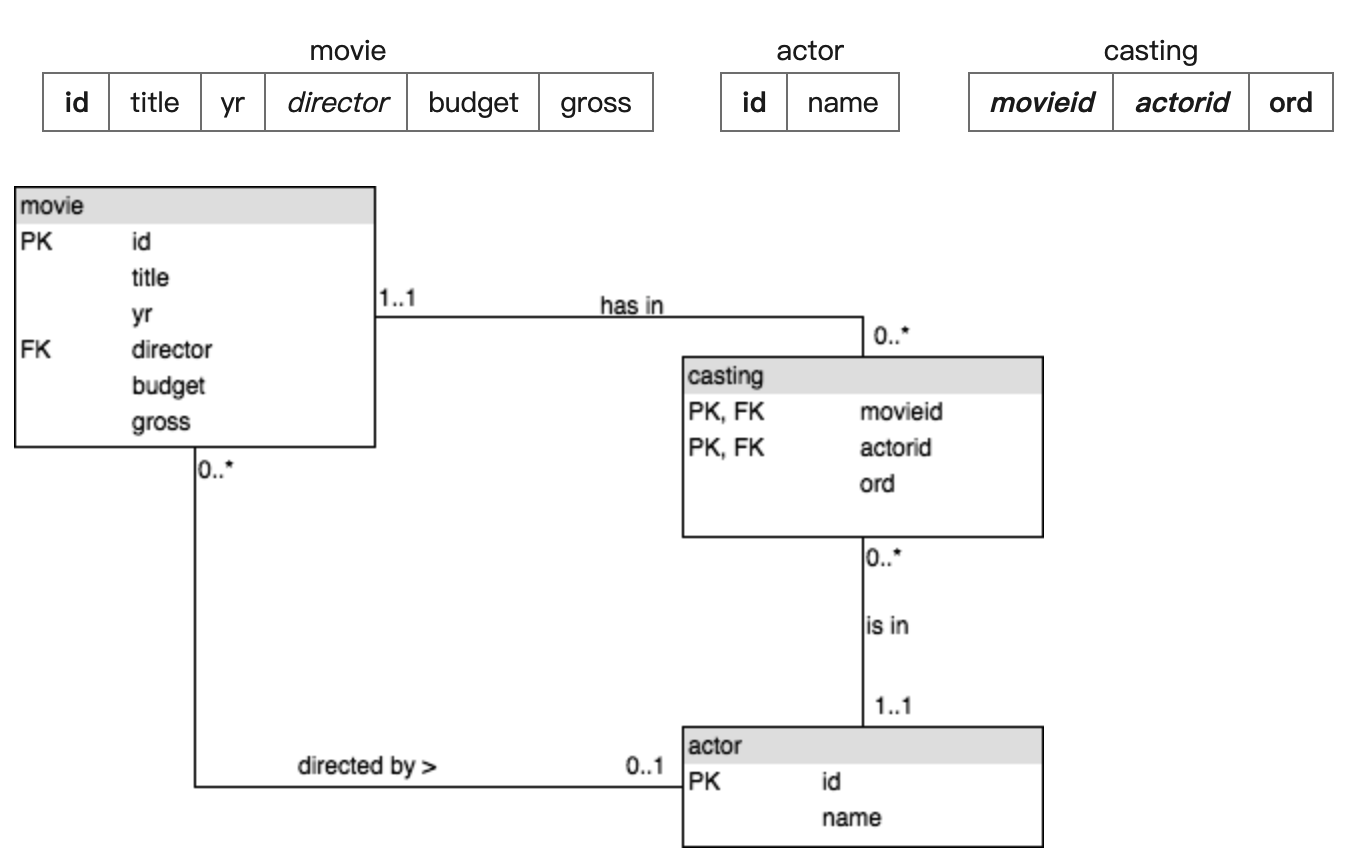 movie actor casting
id title yr director budget gross id name movieid actorid ord
movie
PK id
title
yr
FK director
budget
gross
1..1
has in
0..*
casting
PK, FK movieid
PK, FK actorid
ord
0..*
0..*
is in
1..1
directed by >
0..1
actor
PK id
name